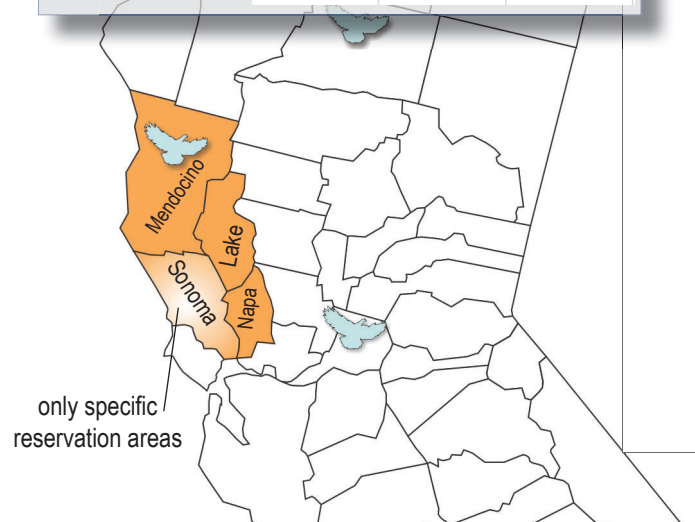 Mendocino
Lake
Sonoma
Napa
only specific
reservation areas